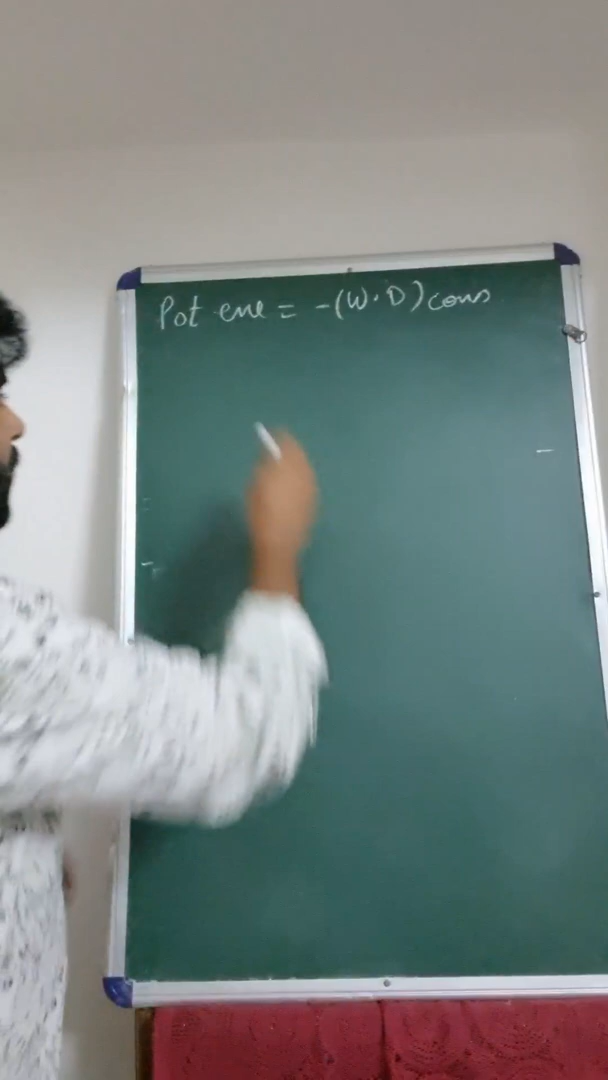 Pot ene = -(W.D)cons